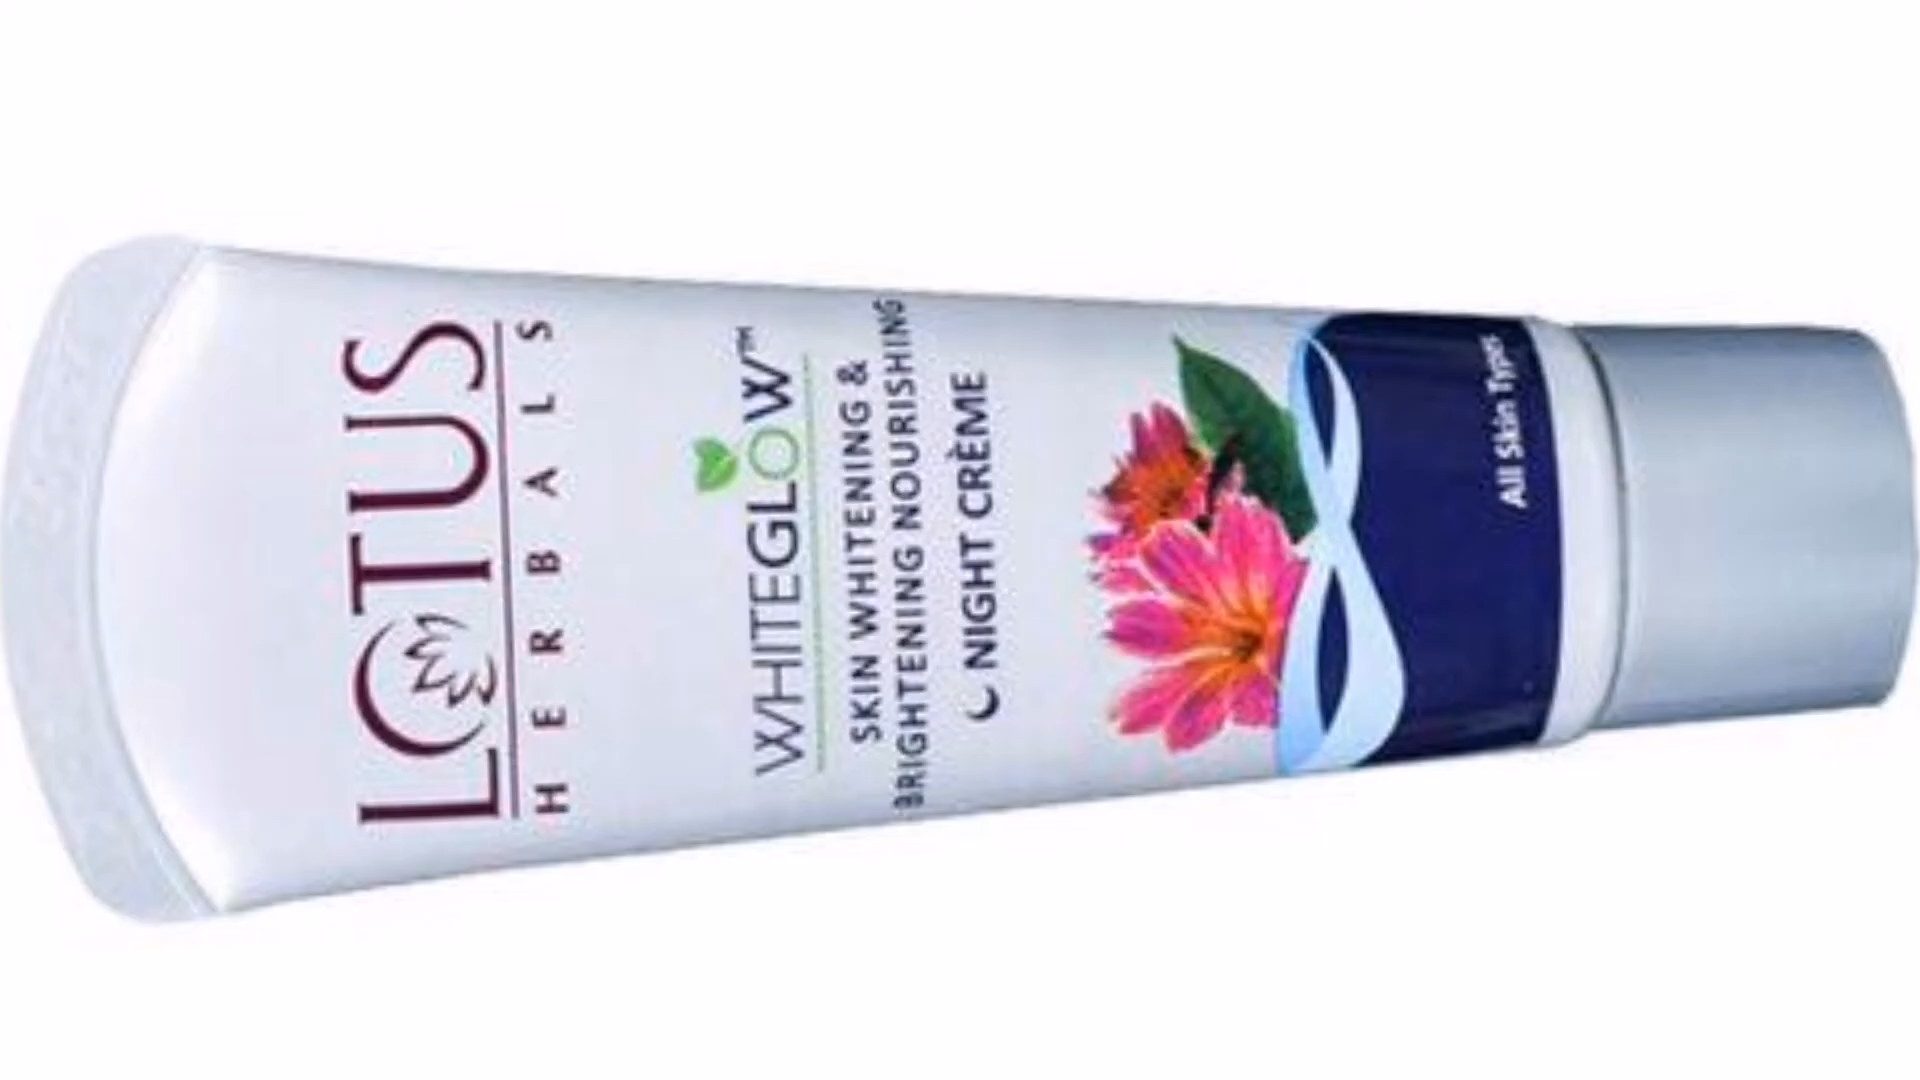 LOTUS
HERBALS
WHITEGLOW™
SKIN WHITENING &
BRIGHTENING NOURISHING
NIGHT CRÈME
All Skin Types